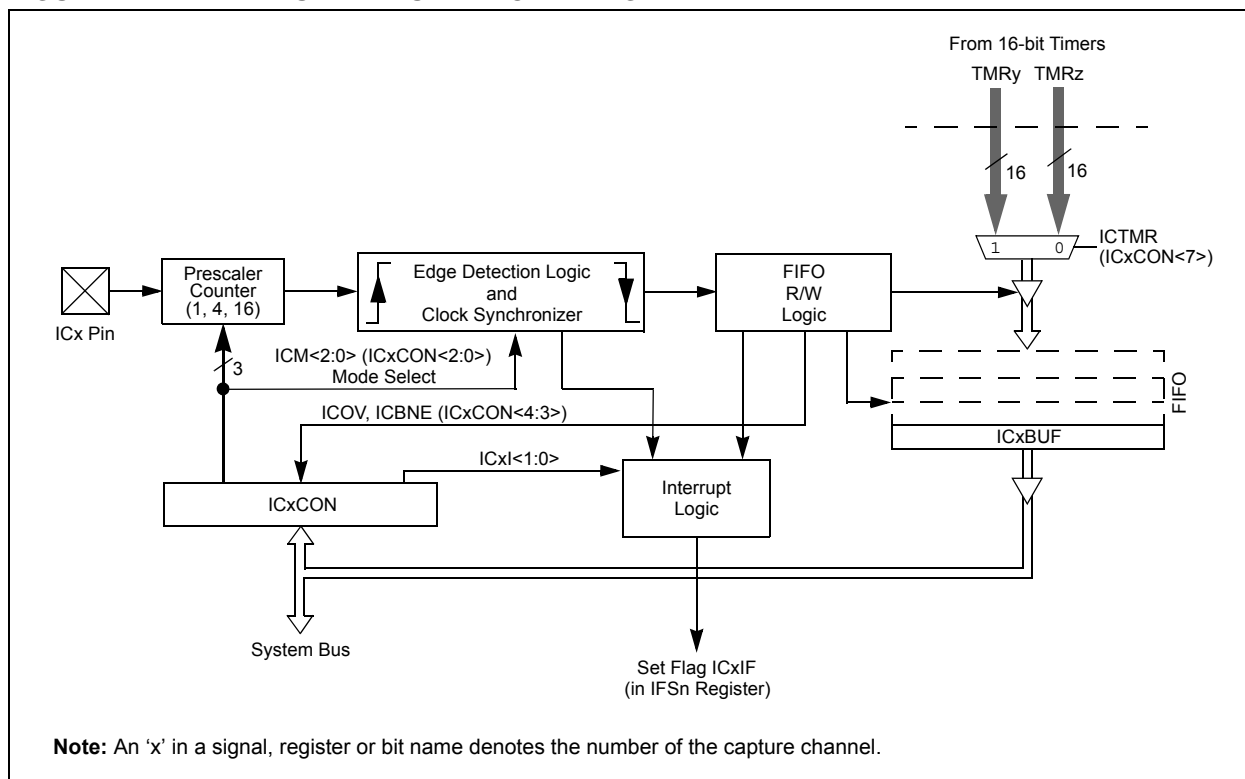 From 16-bit Timers
TMRy TMRz
16 16
1 0
ICTMR
(ICxCON<7>)
Prescaler
Counter
(1, 4, 16)
Edge Detection Logic
and
Clock Synchronizer
FIFO
R/W
Logic
ICx Pin
3
ICM<2:0> (ICxCON<2:0>)
Mode Select
FIFO
ICOV, ICBNE (ICxCON<4:3>)
ICxBUF
ICxI<1:0>
Interrupt
Logic
ICxCON
System Bus
Set Flag ICxIF
(in IFSn Register)
Note: An ‘x’ in a signal, register or bit name denotes the number of the capture channel.